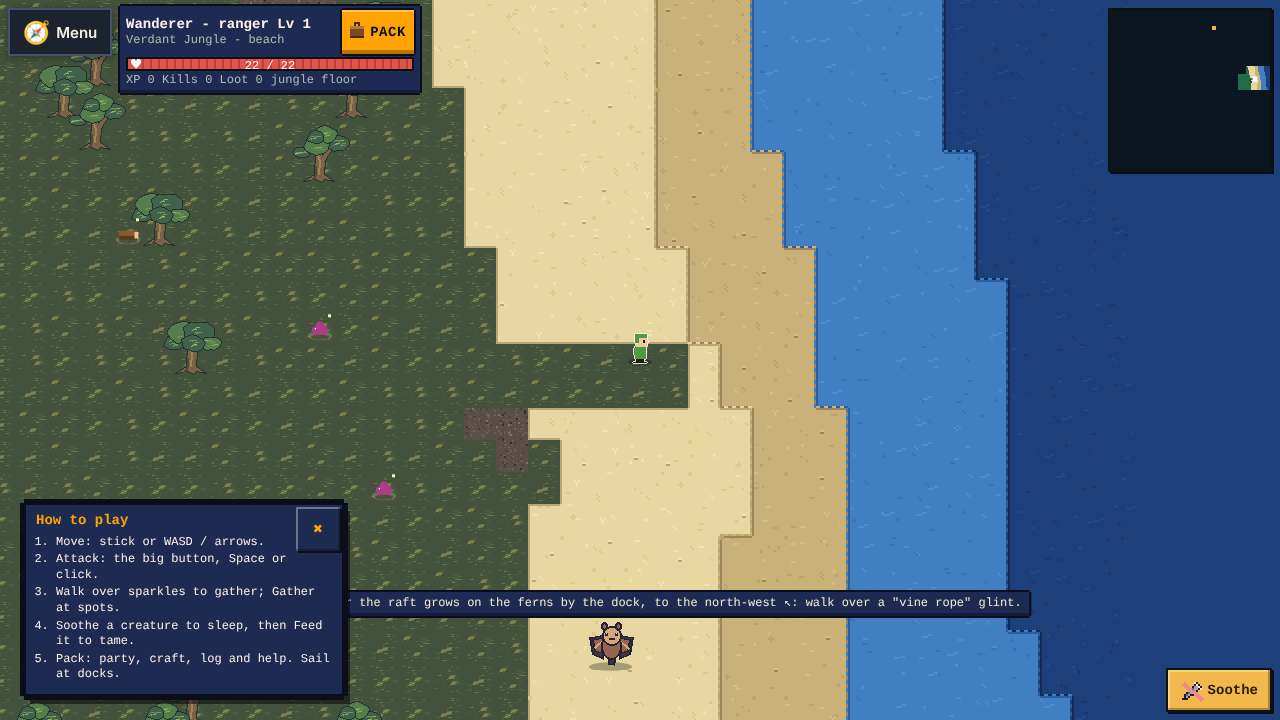 Menu
Wanderer - ranger Lv 1
Verdant Jungle - beach
PACK
22 / 22
XP 0 Kills 0 Loot 0 jungle floor
How to play
1. Move: stick or WASD / arrows.
2. Attack: the big button, Space or
click.
3. Walk over sparkles to gather; Gather
at spots.
4. Soothe a creature to sleep, then Feed
it to tame.
5. Pack: party, craft, log and help. Sail
at docks.
the raft grows on the ferns by the dock, to the north-west ↖: walk over a "vine rope" glint.
Soothe